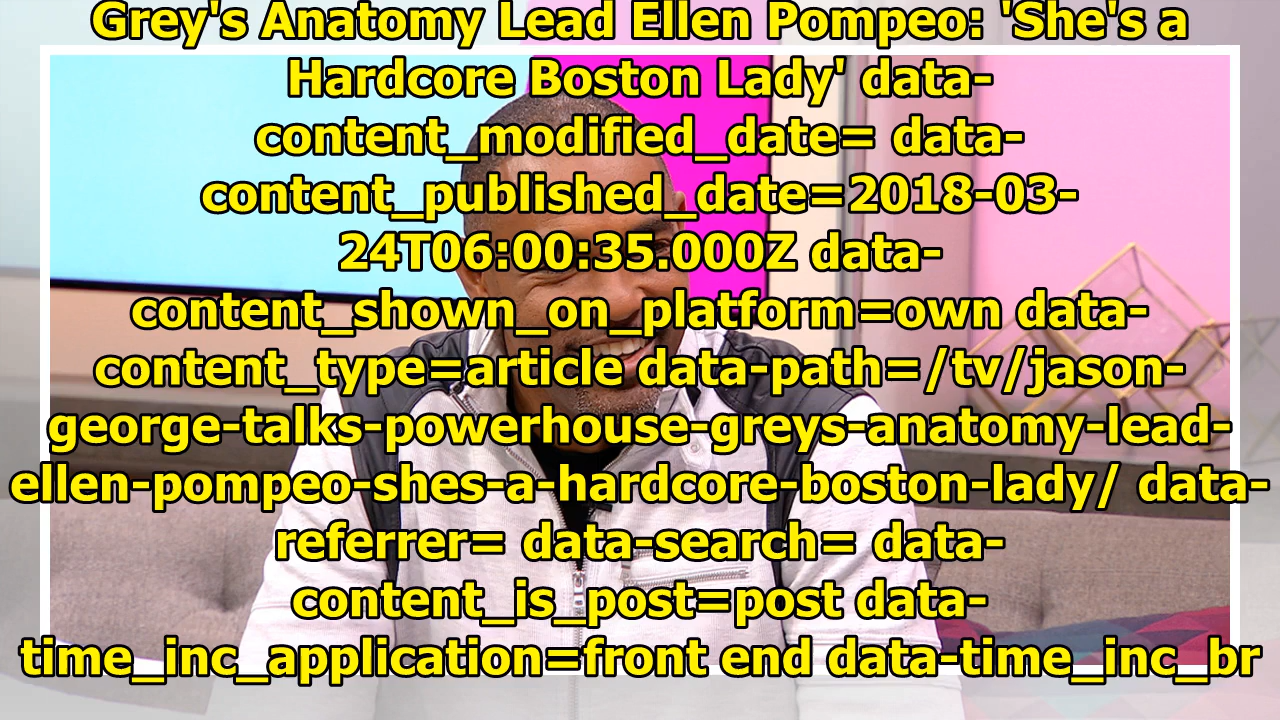 Grey's Anatomy Lead Ellen Pompeo: 'She's a
Hardcore Boston Lady' data-
content_modified_date= data-
content_published_date=2018-03-
24T06:00:35.000Z data-
content_shown_on_platform=own data-
content_type=article data-path=/tv/jason-
george-talks-powerhouse-greys-anatomy-lead-
ellen-pompeo-shes-a-hardcore-boston-lady/ data-
referrer= data-search= data-
content_is_post=post data-
time_inc_application=front end data-time_inc_br